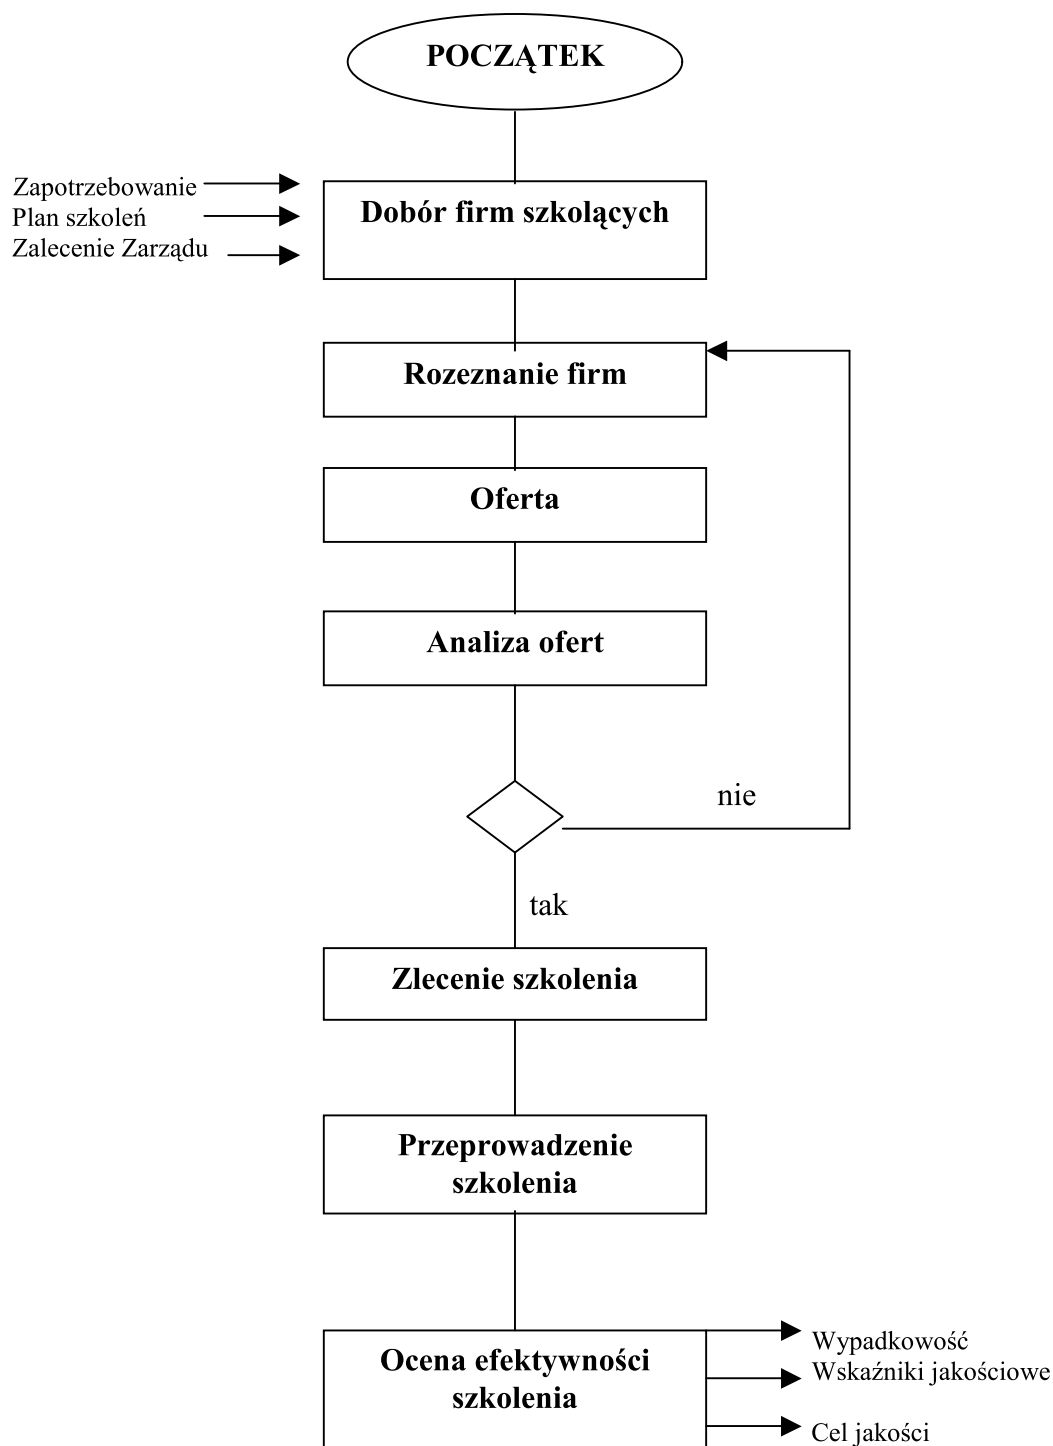 POCZĄTEK
Zapotrzebowanie
Plan szkoleń
Zalecenie Zarządu
Dobór firm szkolących
Rozeznanie firm
Oferta
Analiza ofert
nie
tak
Zlecenie szkolenia
Przeprowadzenie
szkolenia
Ocena efektywności
szkolenia
Wypadkowość
Wskaźniki jakościowe
Cel jakości